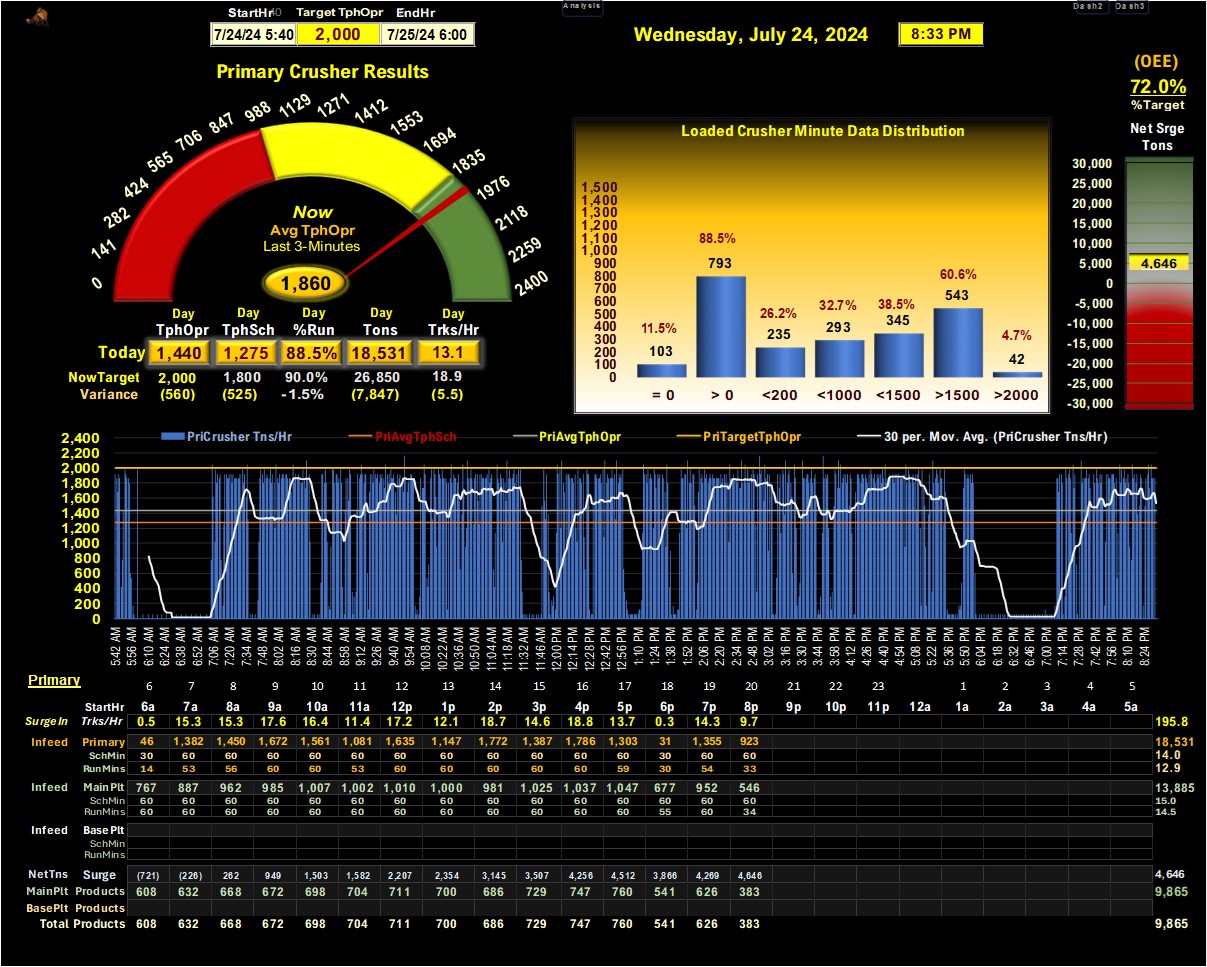 StartHr Target TphOpr EndHr
7/24/24 5:40 2,000 7/25/24 6:00
Analysis
Wednesday, July 24, 2024 8:33 PM
Dash2 Dash3
Primary Crusher Results
0 141 282 424 565 706 847 988 1129 1271 1412 1553 1694 1835 1976 2118 2259 2400
Now
Avg TphOpr
Last 3-Minutes
1,860
Day Day Day Day Day
TphOpr TphSch %Run Tons Trks/Hr
Today 1,440 1,275 88.5% 18,531 13.1
NowTarget 2,000 1,800 90.0% 26,850 18.9
Variance (560) (525) -1.5% (7,847) (5.5)
Loaded Crusher Minute Data Distribution
1,500
1,400
1,300
1,200
1,100
1,000
900
800
700
600
500
400
300
200
100
0
11.5% 88.5% 26.2% 32.7% 38.5% 60.6% 4.7%
103 793 235 293 345 543 42
= 0 > 0 <200 <1000 <1500 >1500 >2000
(OEE)
72.0%
%Target
Net Srge
Tons
30,000
25,000
20,000
15,000
10,000
5,000 4,646
0
-5,000
-10,000
-15,000
-20,000
-25,000
-30,000
PriCrusher Tns/Hr PriAvgTphSch PriAvgTphOpr PriTargetTphOpr 30 per. Mov. Avg. (PriCrusher Tns/Hr)
2,400
2,200
2,000
1,800
1,600
1,400
1,200
1,000
800
600
400
200
0
5:42 AM 5:56 AM 6:10 AM 6:24 AM 6:38 AM 6:52 AM 7:06 AM 7:20 AM 7:34 AM 7:48 AM 8:02 AM 8:16 AM 8:30 AM 8:44 AM 8:58 AM 9:12 AM 9:26 AM 9:40 AM 9:54 AM 10:08 AM 10:22 AM 10:36 AM 10:50 AM 11:04 AM 11:18 AM 11:32 AM 11:46 AM 12:00 PM 12:14 PM 12:28 PM 12:42 PM 12:56 PM 1:10 PM 1:24 PM 1:38 PM 1:52 PM 2:06 PM 2:20 PM 2:34 PM 2:48 PM 3:02 PM 3:16 PM 3:30 PM 3:44 PM 3:58 PM 4:12 PM 4:26 PM 4:40 PM 4:54 PM 5:08 PM 5:22 PM 5:36 PM 5:50 PM 6:04 PM 6:18 PM 6:32 PM 6:46 PM 7:00 PM 7:14 PM 7:28 PM 7:42 PM 7:56 PM 8:10 PM 8:24 PM
Primary 6 7 8 9 10 11 12 13 14 15 16 17 18 19 20 21 22 23 1 2 3 4 5
StartHr 6a 7a 8a 9a 10a 11a 12p 1p 2p 3p 4p 5p 6p 7p 8p 9p 10p 11p 12a 1a 2a 3a 4a 5a
SurgeIn Trks/Hr 0.5 15.3 15.3 17.6 16.4 11.4 17.2 12.1 18.7 14.6 18.8 13.7 0.3 14.3 9.7 195.8
Infeed Primary 46 1,382 1,450 1,672 1,561 1,081 1,635 1,147 1,772 1,387 1,786 1,303 31 1,355 923 18,531
SchMin 30 60 60 60 60 60 60 60 60 60 60 60 30 60 60 14.0
RunMins 14 53 56 60 60 53 60 60 60 60 60 59 30 54 33 12.9
Infeed MainPlt 767 887 962 985 1,007 1,002 1,010 1,000 981 1,025 1,037 1,047 677 952 546 13,885
SchMin 60 60 60 60 60 60 60 60 60 60 60 60 60 60 60 15.0
RunMins 60 60 60 60 60 60 60 60 60 60 60 60 55 60 34 14.5
Infeed BasePlt
SchMin
RunMins
NetTns Surge (721) (226) 262 949 1,503 1,582 2,207 2,354 3,145 3,507 4,256 4,512 3,866 4,269 4,646 4,646
MainPlt Products 608 632 668 672 698 704 711 700 686 729 747 760 541 626 383 9,865
BasePlt Products
Total Products 608 632 668 672 698 704 711 700 686 729 747 760 541 626 383 9,865